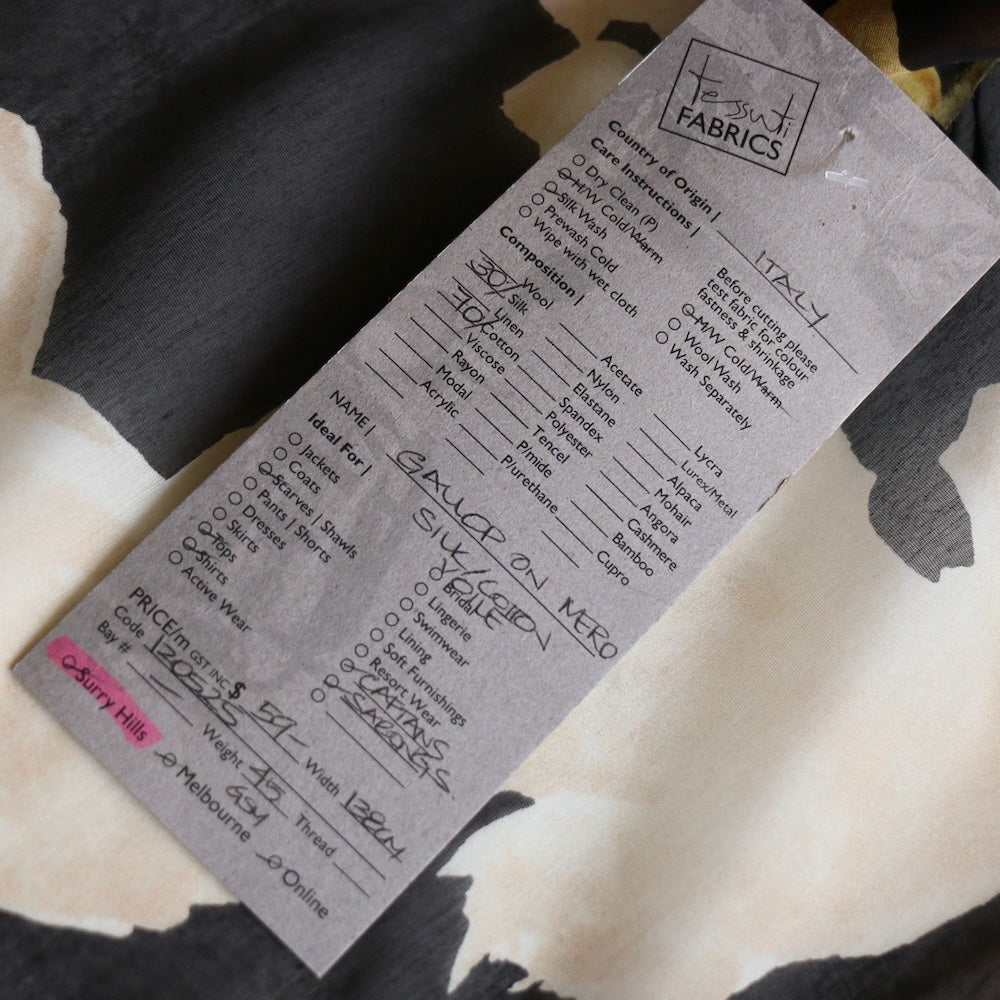 tessuti
FABRICS
Country of Origin | ITALY
Care Instructions |
Dry Clean (P)
H/W Cold/Warm
Silk Wash
Prewash Cold
Wipe with wet cloth
Before cutting please
test fabric for colour
fastness & shrinkage
M/W Cold/Warm
Wool Wash
Wash Separately
Composition |
Wool
30% Silk
Linen
70% Cotton
Viscose
Rayon
Modal
Acrylic
Acetate
Nylon
Elastane
Spandex
Polyester
Tencel
P/mide
P/urethane
Lycra
Lurex/Metal
Alpaca
Mohair
Angora
Cashmere
Bamboo
Cupro
NAME | GAUCP ON NERO
SILK/COTTON
VOILE
Ideal For |
Jackets
Coats
Scarves | Shawls
Pants | Shorts
Dresses
Skirts
Tops
Shirts
Active Wear
Bridal
Lingerie
Swimwear
Lining
Soft Furnishings
Resort Wear
CAFTANS
SARONGS
PRICE/m GST INC $ 59- Width 138CM
Code 120525 Weight 45 GSM Thread
Bay #
Surry Hills Melbourne Online